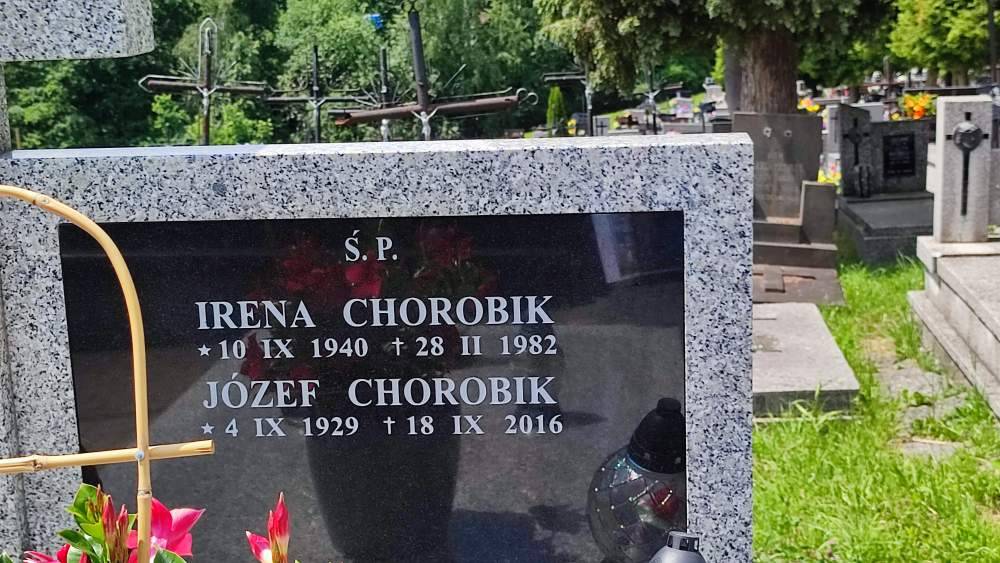 Ś. P.
IRENA CHOROBIK
★ 10 IX 1940 † 28 II 1982
JÓZEF CHOROBIK
★ 4 IX 1929 † 18 IX 2016